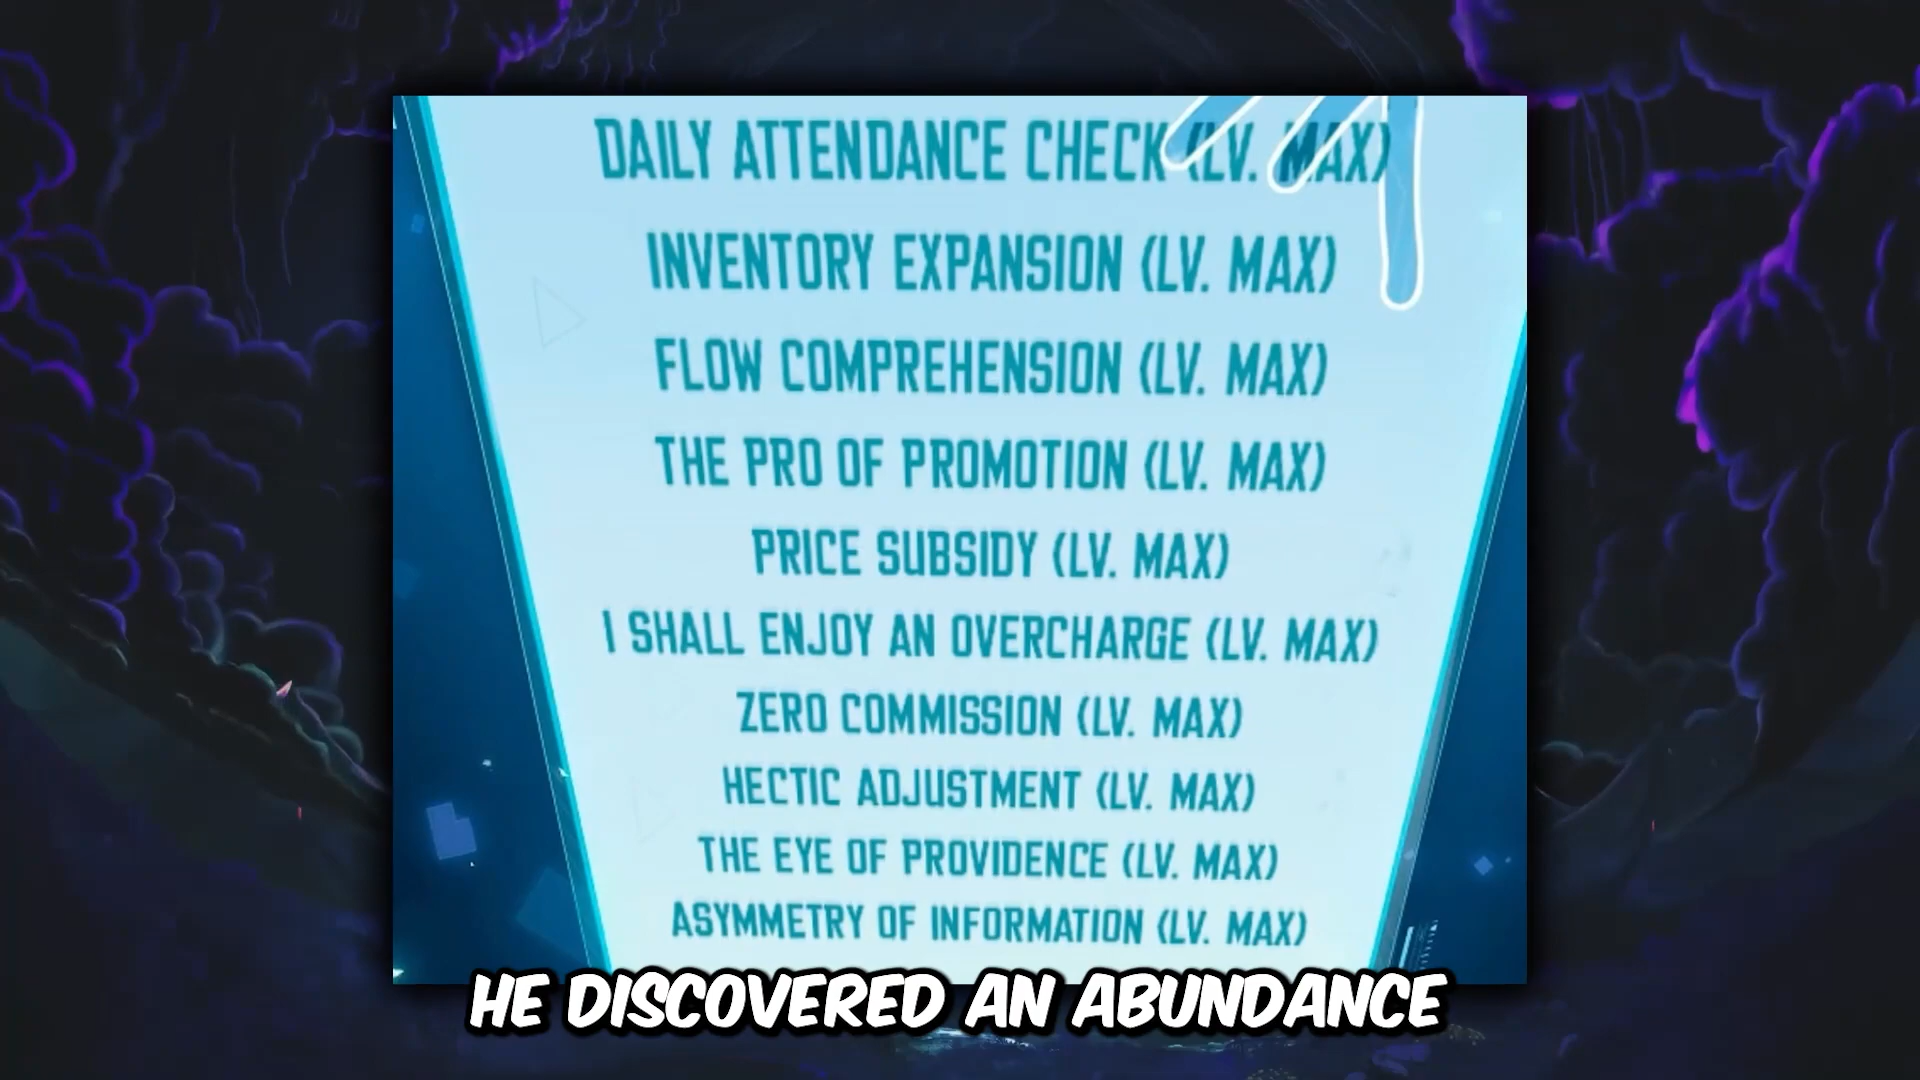 DAILY ATTENDANCE CHECK (LV. MAX)
INVENTORY EXPANSION (LV. MAX)
FLOW COMPREHENSION (LV. MAX)
THE PRO OF PROMOTION (LV. MAX)
PRICE SUBSIDY (LV. MAX)
I SHALL ENJOY AN OVERCHARGE (LV. MAX)
ZERO COMMISSION (LV. MAX)
HECTIC ADJUSTMENT (LV. MAX)
THE EYE OF PROVIDENCE (LV. MAX)
ASYMMETRY OF INFORMATION (LV. MAX)
HE DISCOVERED AN ABUNDANCE